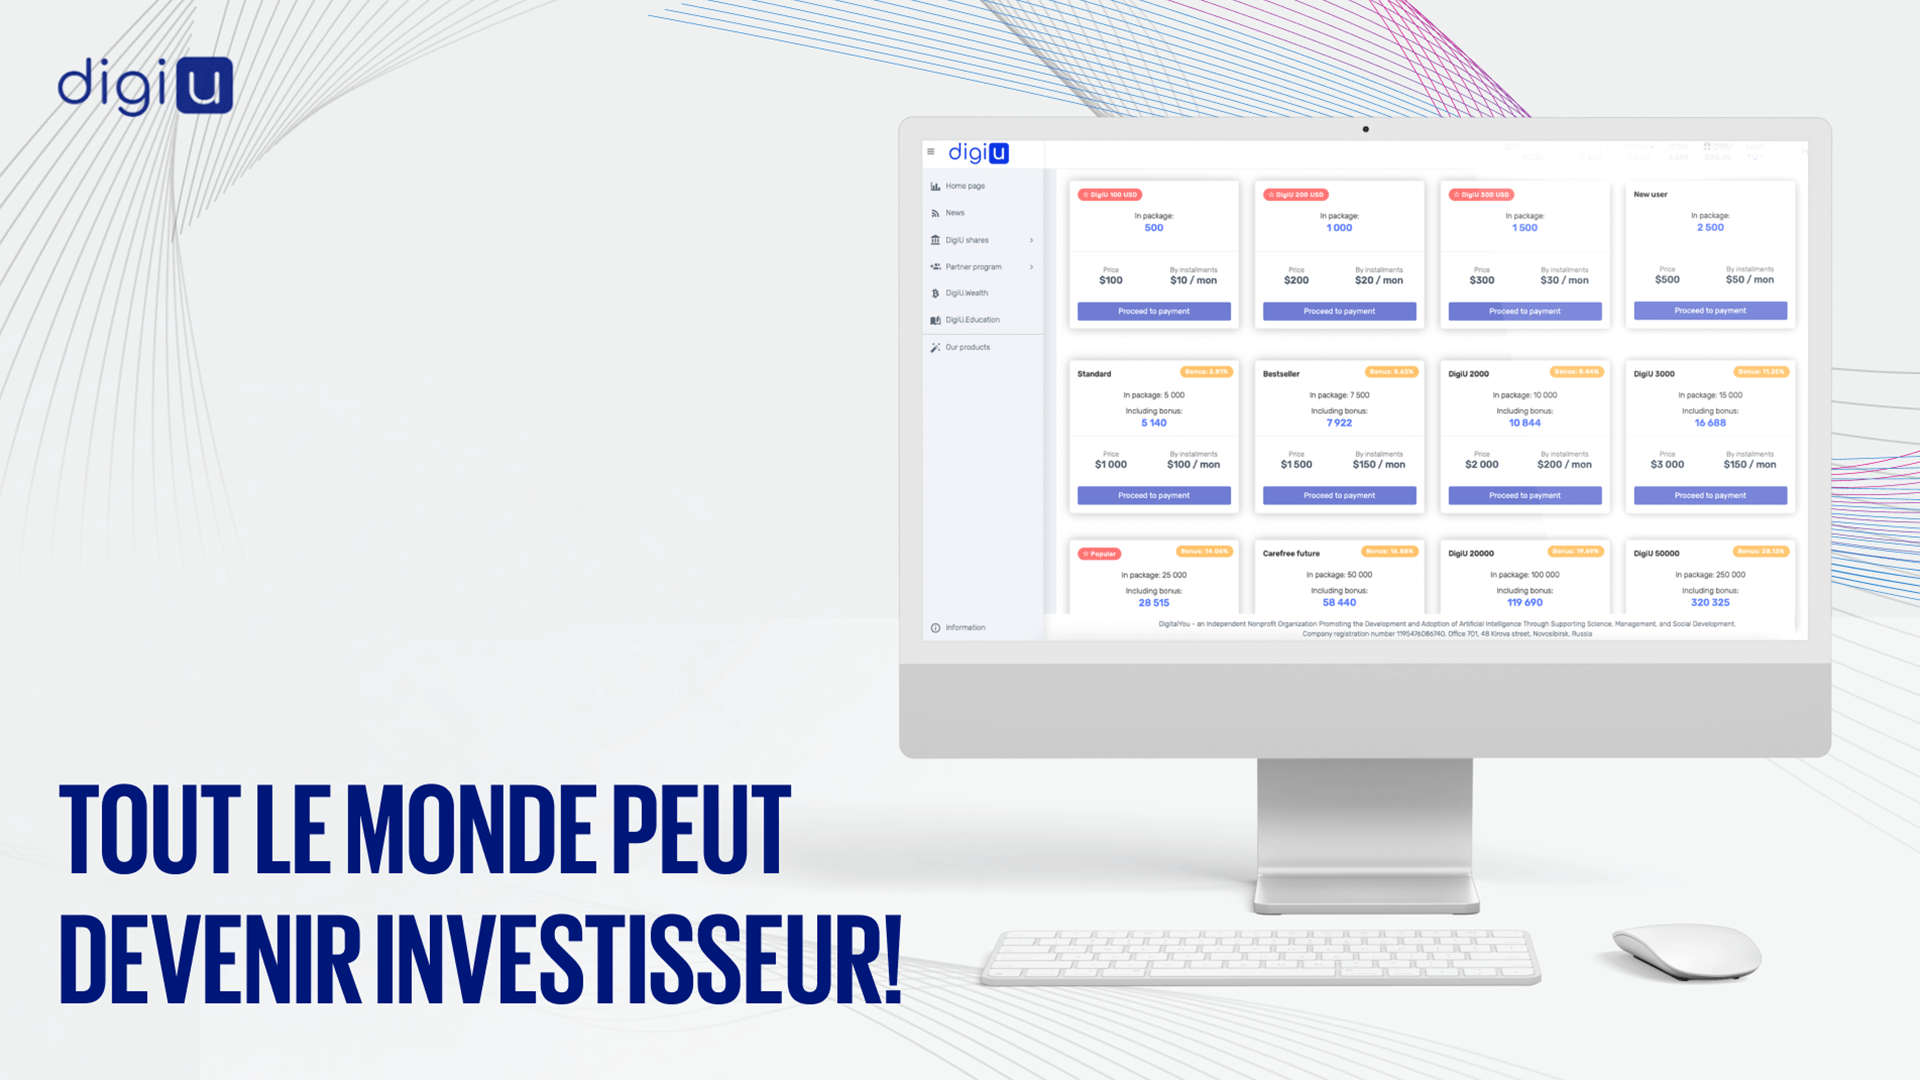 digiu
digiu
Home page
News
DigiU shares
Partner program
DigiU.Wealth
DigiU.Education
Our products
Information
DigiU 100 USD
In package:
500
Price By installments
$100 $10 / mon
Proceed to payment
DigiU 200 USD
In package:
1 000
Price By installments
$200 $20 / mon
Proceed to payment
DigiU 300 USD
In package:
1 500
Price By installments
$300 $30 / mon
Proceed to payment
New user
In package:
2 500
Price By installments
$500 $50 / mon
Proceed to payment
Standard Bonus: 2.81%
In package: 5 000
Including bonus:
5 140
Price By installments
$1 000 $100 / mon
Proceed to payment
Bestseller Bonus: 5.63%
In package: 7 500
Including bonus:
7 922
Price By installments
$1 500 $150 / mon
Proceed to payment
DigiU 2000 Bonus: 8.44%
In package: 10 000
Including bonus:
10 844
Price By installments
$2 000 $200 / mon
Proceed to payment
DigiU 3000 Bonus: 11.25%
In package: 15 000
Including bonus:
16 688
Price By installments
$3 000 $150 / mon
Proceed to payment
Popular Bonus: 14.06%
In package: 25 000
Including bonus:
28 515
Carefree future Bonus: 16.88%
In package: 50 000
Including bonus:
58 440
DigiU 20000 Bonus: 19.69%
In package: 100 000
Including bonus:
119 690
DigiU 50000 Bonus: 28.13%
In package: 250 000
Including bonus:
320 325
DigitalYou - an Independent Nonprofit Organization Promoting the Development and Adoption of Artificial Intelligence Through Supporting Science, Management, and Social Development.
Company registration number 1195476086740. Office 701, 48 Kirova street, Novosibirsk, Russia
TOUT LE MONDE PEUT
DEVENIR INVESTISSEUR!